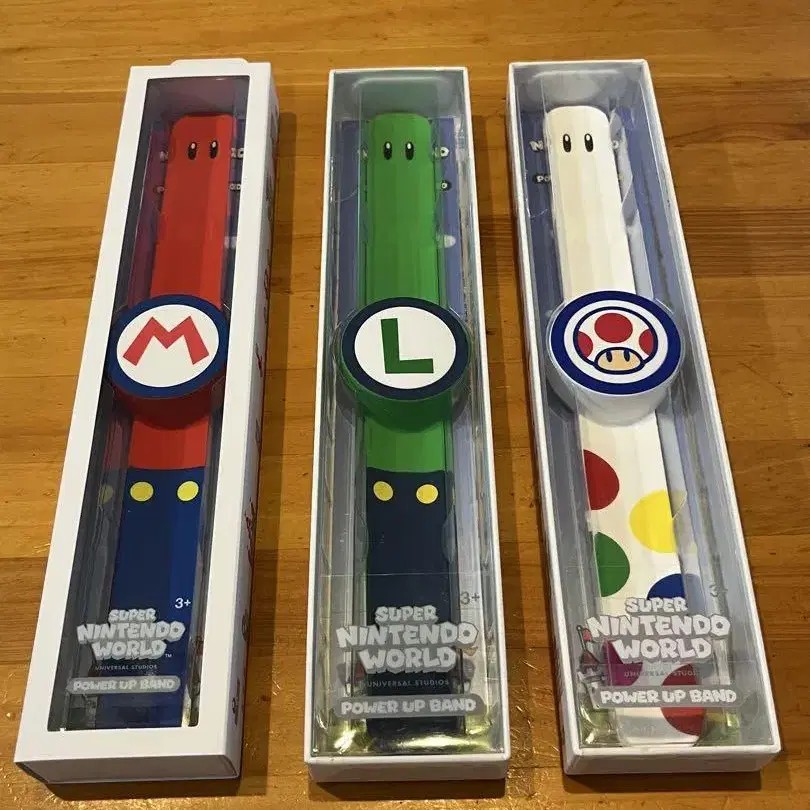 M
3+
SUPER
NINTENDO
WORLD™
UNIVERSAL STUDIOS
POWER UP BAND
L
3+
SUPER
NINTENDO
WORLD
UNIVERSAL STUDIOS
POWER UP BAND
3+
SUPER
NINTENDO
WORLD
UNIVERSAL STUDIOS
POWER UP BAND